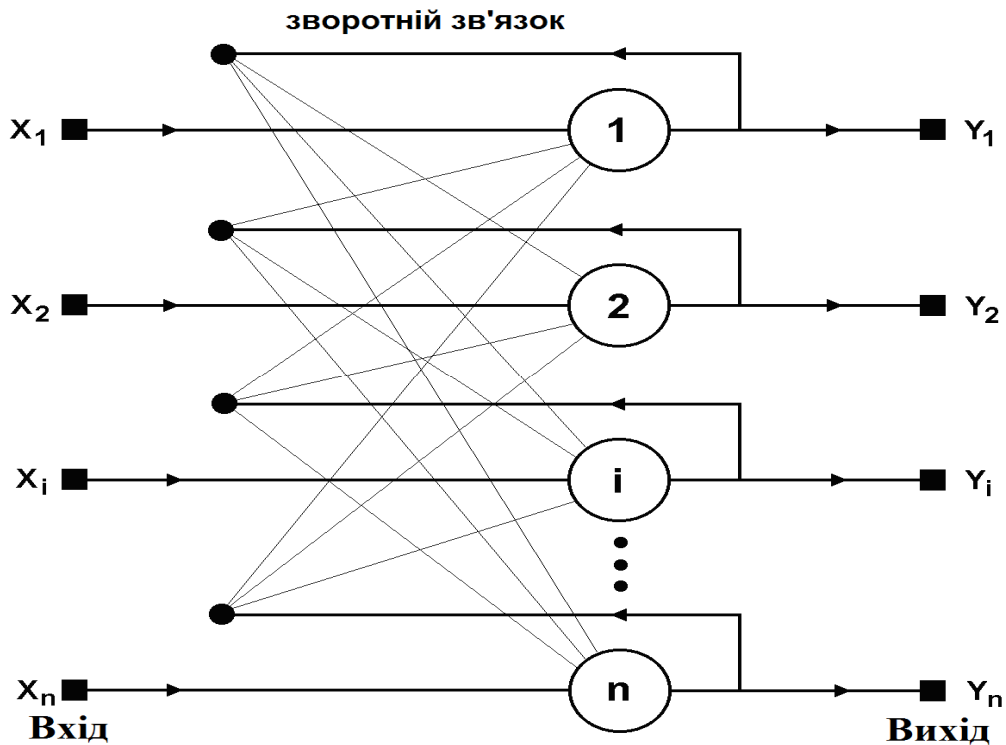 зворотній зв'язок
X1 1 Y1
X2 2 Y2
Xi i Yi
Xn n Yn
Вхід Вихід